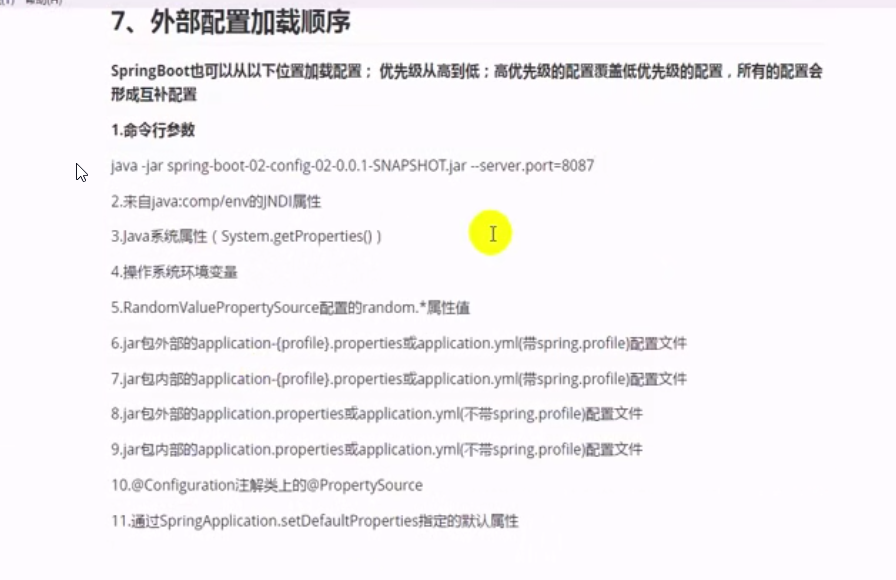 7、外部配置加载顺序
SpringBoot也可以从以下位置加载配置； 优先级从高到低；高优先级的配置覆盖低优先级的配置，所有的配置会
形成互补配置
1.命令行参数
java -jar spring-boot-02-config-02-0.0.1-SNAPSHOT.jar --server.port=8087
2.来自java:comp/env的JNDI属性
3.Java系统属性（System.getProperties()）
4.操作系统环境变量
5.RandomValuePropertySource配置的random.*属性值
6.jar包外部的application-{profile}.properties或application.yml(带spring.profile)配置文件
7.jar包内部的application-{profile}.properties或application.yml(带spring.profile)配置文件
8.jar包外部的application.properties或application.yml(不带spring.profile)配置文件
9.jar包内部的application.properties或application.yml(不带spring.profile)配置文件
10.@Configuration注解类上的@PropertySource
11.通过SpringApplication.setDefaultProperties指定的默认属性